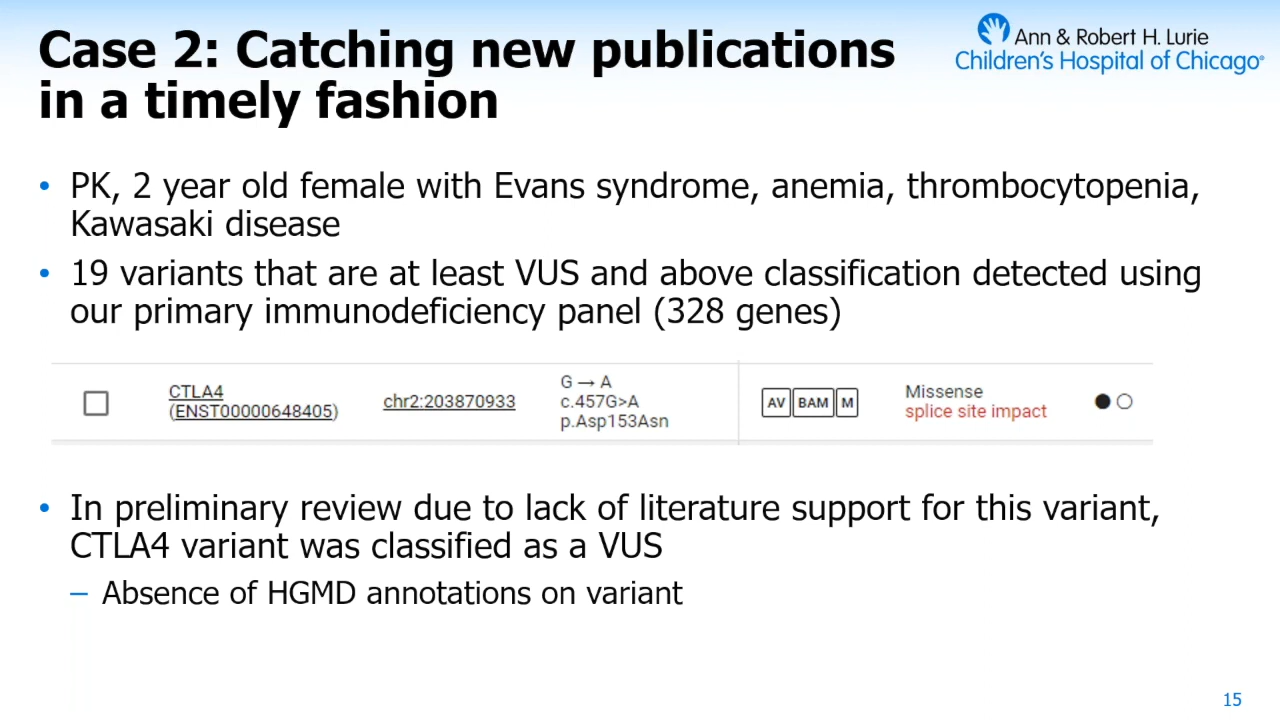 Case 2: Catching new publications
in a timely fashion
Ann & Robert H. Lurie
Children's Hospital of Chicago®
• PK, 2 year old female with Evans syndrome, anemia, thrombocytopenia,
Kawasaki disease
• 19 variants that are at least VUS and above classification detected using
our primary immunodeficiency panel (328 genes)
CTLA4
(ENST00000648405)
chr2:203870933
G → A
c.457G>A
p.Asp153Asn
AV BAM M
Missense
splice site impact
• In preliminary review due to lack of literature support for this variant,
CTLA4 variant was classified as a VUS
– Absence of HGMD annotations on variant
15